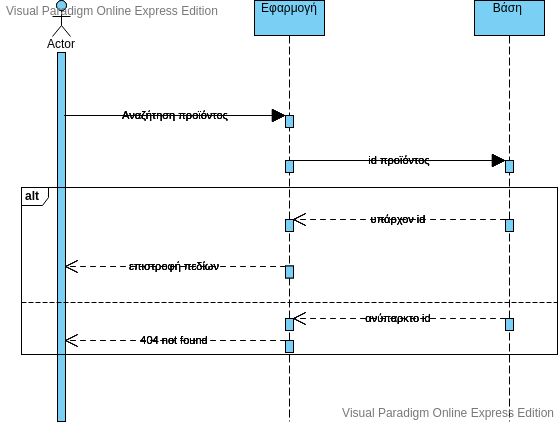 Visual Paradigm Online Express Edition
Actor
Εφαρμογή
Βάση
Αναζήτηση προϊόντος
id προϊόντος
alt
υπάρχον id
επιστροφή πεδίων
ανύπαρκτο id
404 not found
Visual Paradigm Online Express Edition